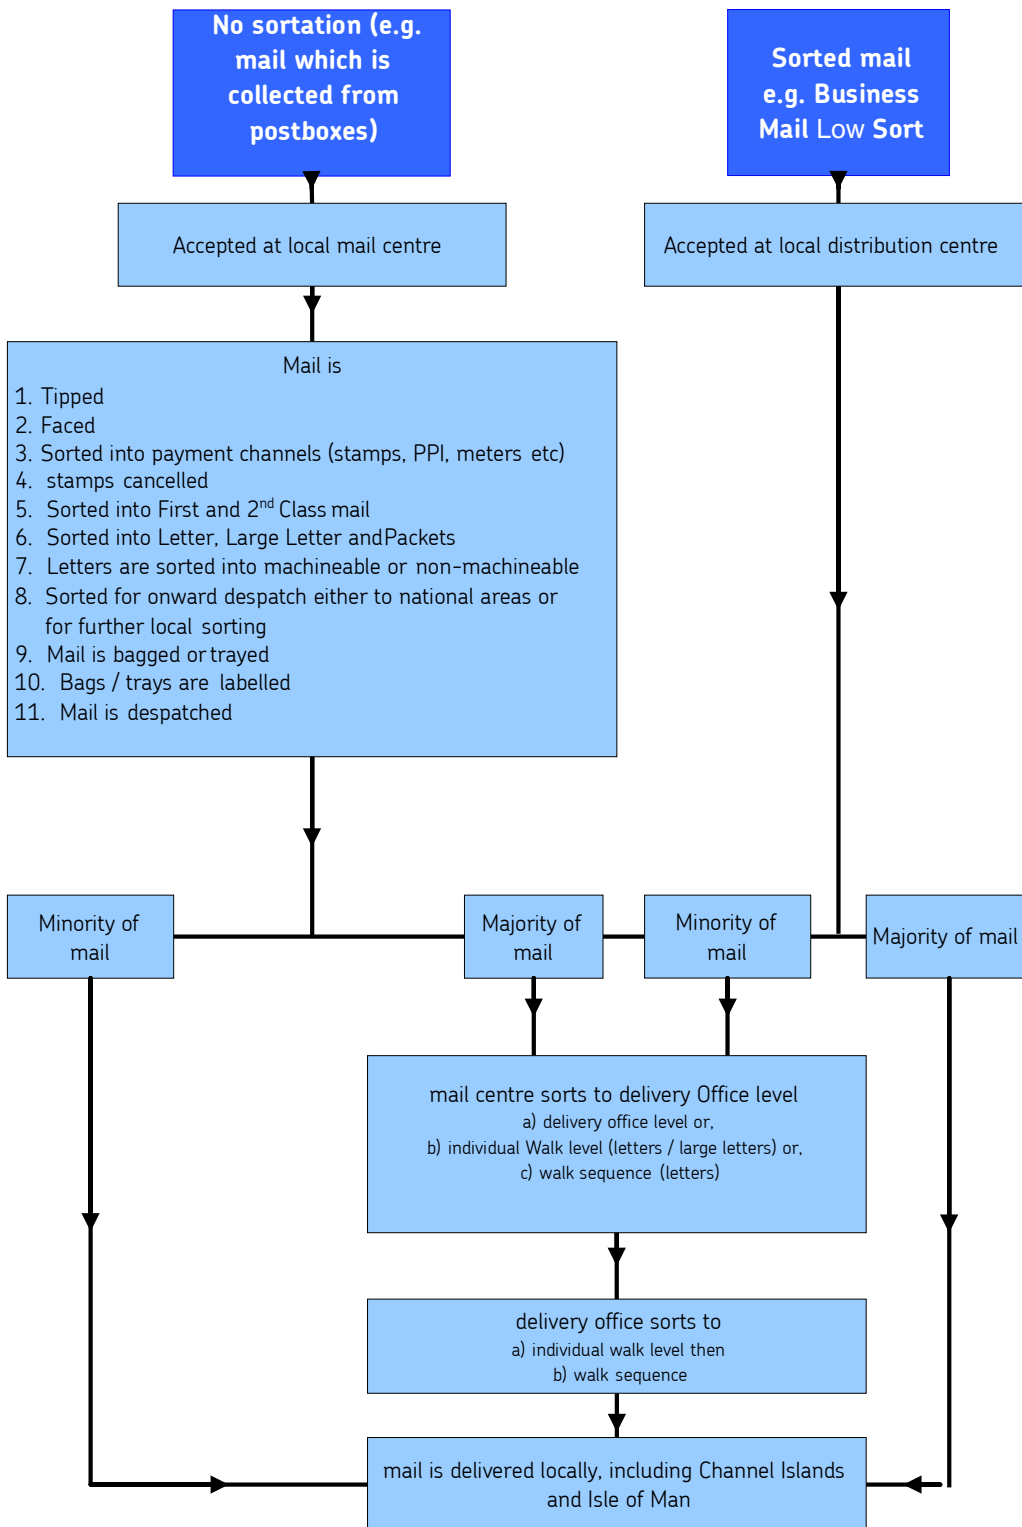 No sortation (e.g.
mail which is
collected from
postboxes)
Sorted mail
e.g. Business
Mail Low Sort
Accepted at local mail centre
Accepted at local distribution centre
Mail is
1. Tipped
2. Faced
3. Sorted into payment channels (stamps, PPI, meters etc)
4. stamps cancelled
5. Sorted into First and 2nd Class mail
6. Sorted into Letter, Large Letter andPackets
7. Letters are sorted into machineable or non-machineable
8. Sorted for onward despatch either to national areas or
for further local sorting
9. Mail is bagged or trayed
10. Bags / trays are labelled
11. Mail is despatched
Minority of
mail
Majority of
mail
Minority of
mail
Majority of mail
mail centre sorts to delivery Office level
a) delivery office level or,
b) individual Walk level (letters / large letters) or,
c) walk sequence (letters)
delivery office sorts to
a) individual walk level then
b) walk sequence
mail is delivered locally, including Channel Islands
and Isle of Man